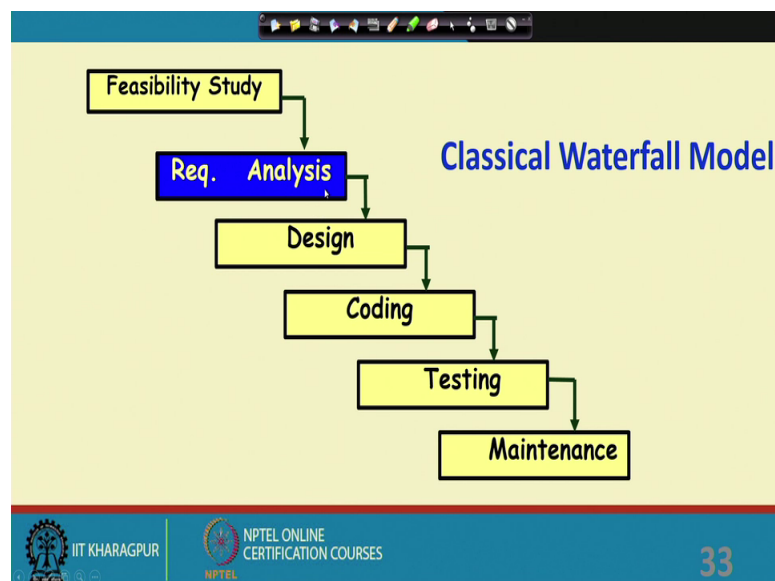 Feasibility Study
Req. Analysis
Classical Waterfall Model
Design
Coding
Testing
Maintenance
IIT KHARAGPUR
NPTEL
NPTEL ONLINE
CERTIFICATION COURSES
33